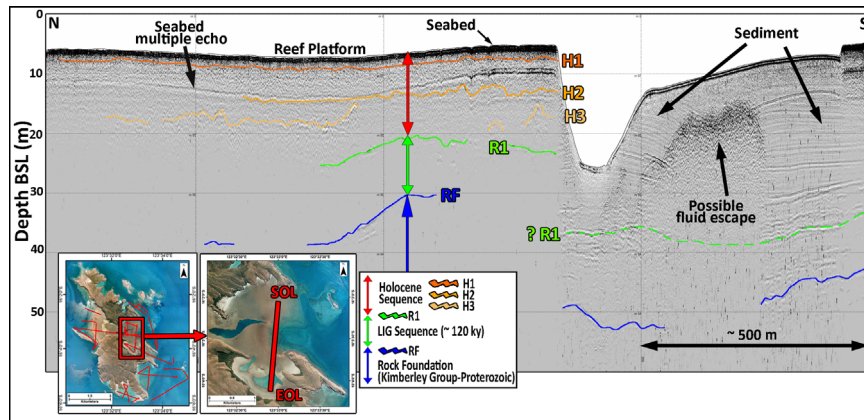 N
S
Seabed
multiple echo
Reef Platform
Seabed
Sediment
H1
H2
H3
R1
RF
? R1
Possible
fluid escape
Depth BSL (m)
0
10
20
30
40
50
~ 500 m
SOL
EOL
Holocene
Sequence
H1
H2
H3
R1
LIG Sequence (~ 120 ky)
RF
Rock Foundation
(Kimberley Group-Proterozoic)